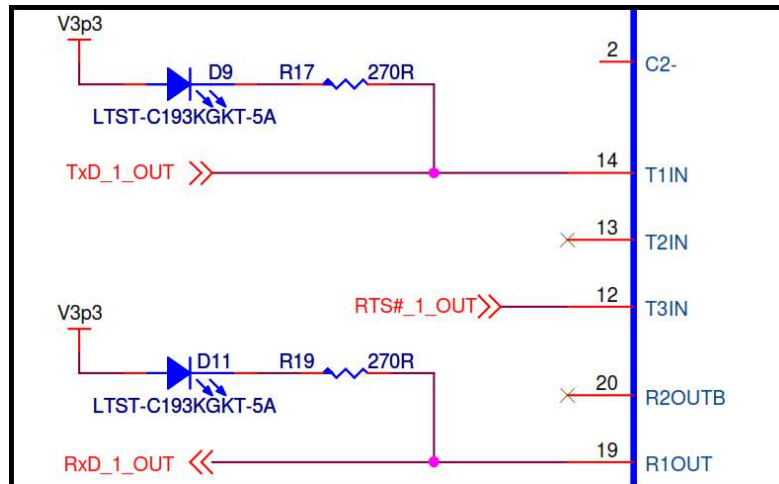 V3p3
D9 R17 270R
LTST-C193KGKT-5A
2 C2-
TxD_1_OUT
14 T1IN
13 T2IN
RTS#_1_OUT 12 T3IN
V3p3
D11 R19 270R
LTST-C193KGKT-5A
20 R2OUTB
RxD_1_OUT
19 R1OUT